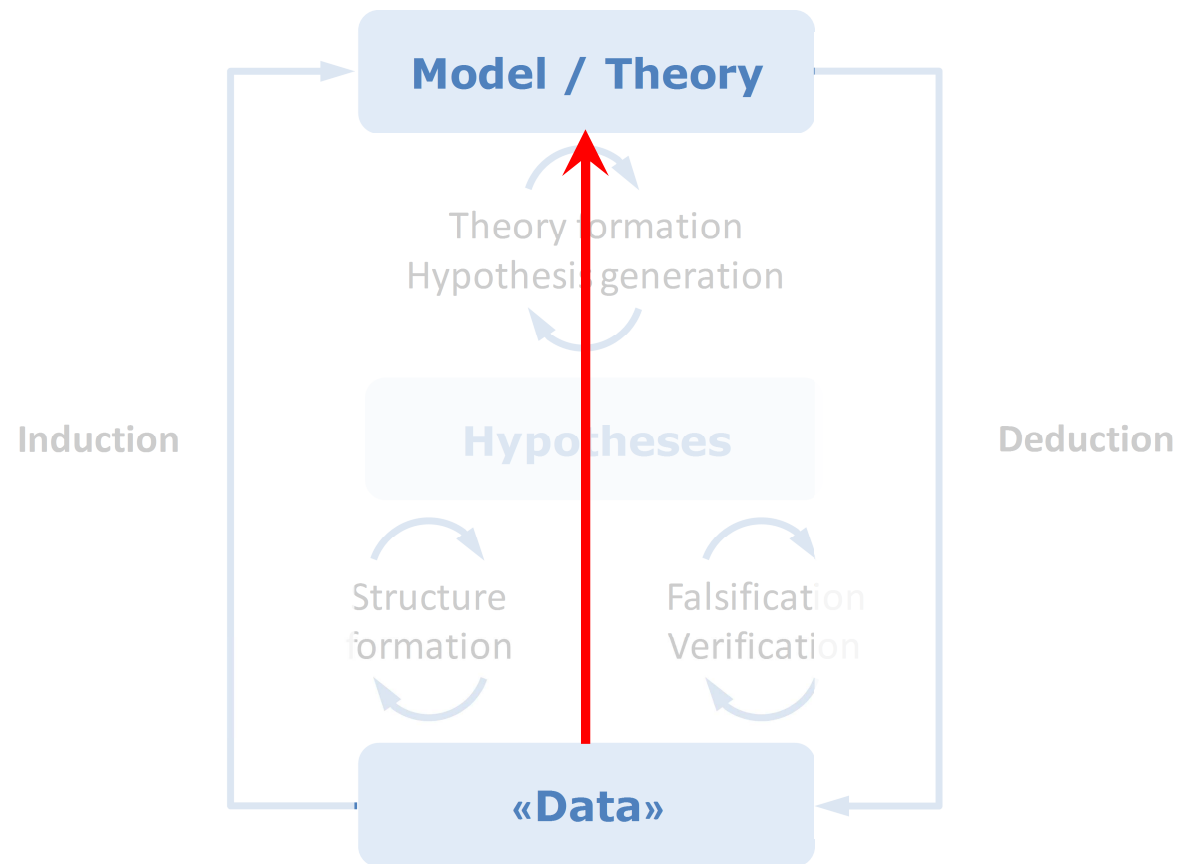 Model / Theory
Theory formation
Hypothesis generation
Induction
Hypotheses
Deduction
Structure
formation
Falsification
Verification
«Data»